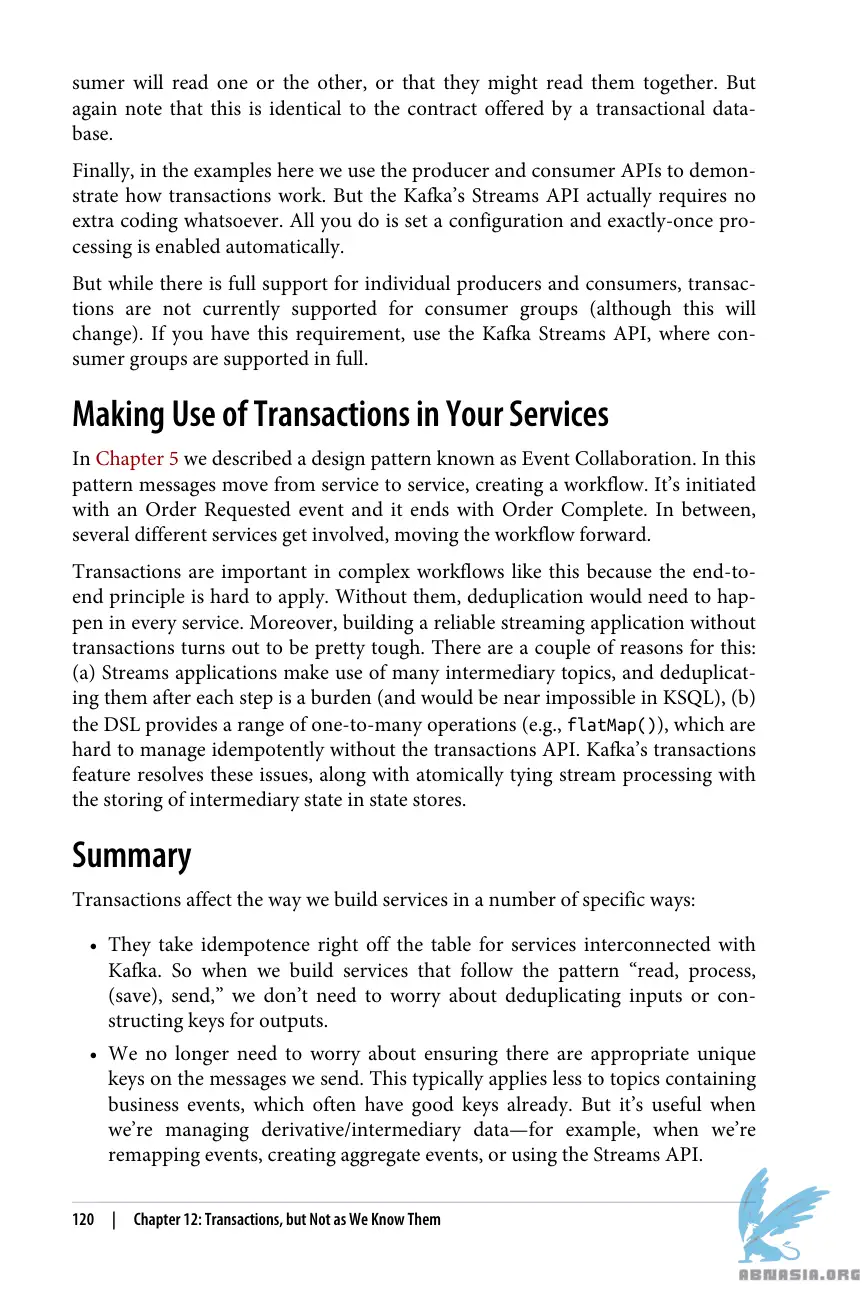 sumer will read one or the other, or that they might read them together. But
again note that this is identical to the contract offered by a transactional data-
base.
Finally, in the examples here we use the producer and consumer APIs to demon-
strate how transactions work. But the Kafka’s Streams API actually requires no
extra coding whatsoever. All you do is set a configuration and exactly-once pro-
cessing is enabled automatically.
But while there is full support for individual producers and consumers, transac-
tions are not currently supported for consumer groups (although this will
change). If you have this requirement, use the Kafka Streams API, where con-
sumer groups are supported in full.
Making Use of Transactions in Your Services
In Chapter 5 we described a design pattern known as Event Collaboration. In this
pattern messages move from service to service, creating a workflow. It’s initiated
with an Order Requested event and it ends with Order Complete. In between,
several different services get involved, moving the workflow forward.
Transactions are important in complex workflows like this because the end-to-
end principle is hard to apply. Without them, deduplication would need to hap-
pen in every service. Moreover, building a reliable streaming application without
transactions turns out to be pretty tough. There are a couple of reasons for this:
(a) Streams applications make use of many intermediary topics, and deduplicat-
ing them after each step is a burden (and would be near impossible in KSQL), (b)
the DSL provides a range of one-to-many operations (e.g., flatMap()), which are
hard to manage idempotently without the transactions API. Kafka’s transactions
feature resolves these issues, along with atomically tying stream processing with
the storing of intermediary state in state stores.
Summary
Transactions affect the way we build services in a number of specific ways:
• They take idempotence right off the table for services interconnected with
Kafka. So when we build services that follow the pattern “read, process,
(save), send,” we don’t need to worry about deduplicating inputs or con-
structing keys for outputs.
• We no longer need to worry about ensuring there are appropriate unique
keys on the messages we send. This typically applies less to topics containing
business events, which often have good keys already. But it’s useful when
we’re managing derivative/intermediary data—for example, when we’re
remapping events, creating aggregate events, or using the Streams API.
120 | Chapter 12: Transactions, but Not as We Know Them
ABNASIA.ORG